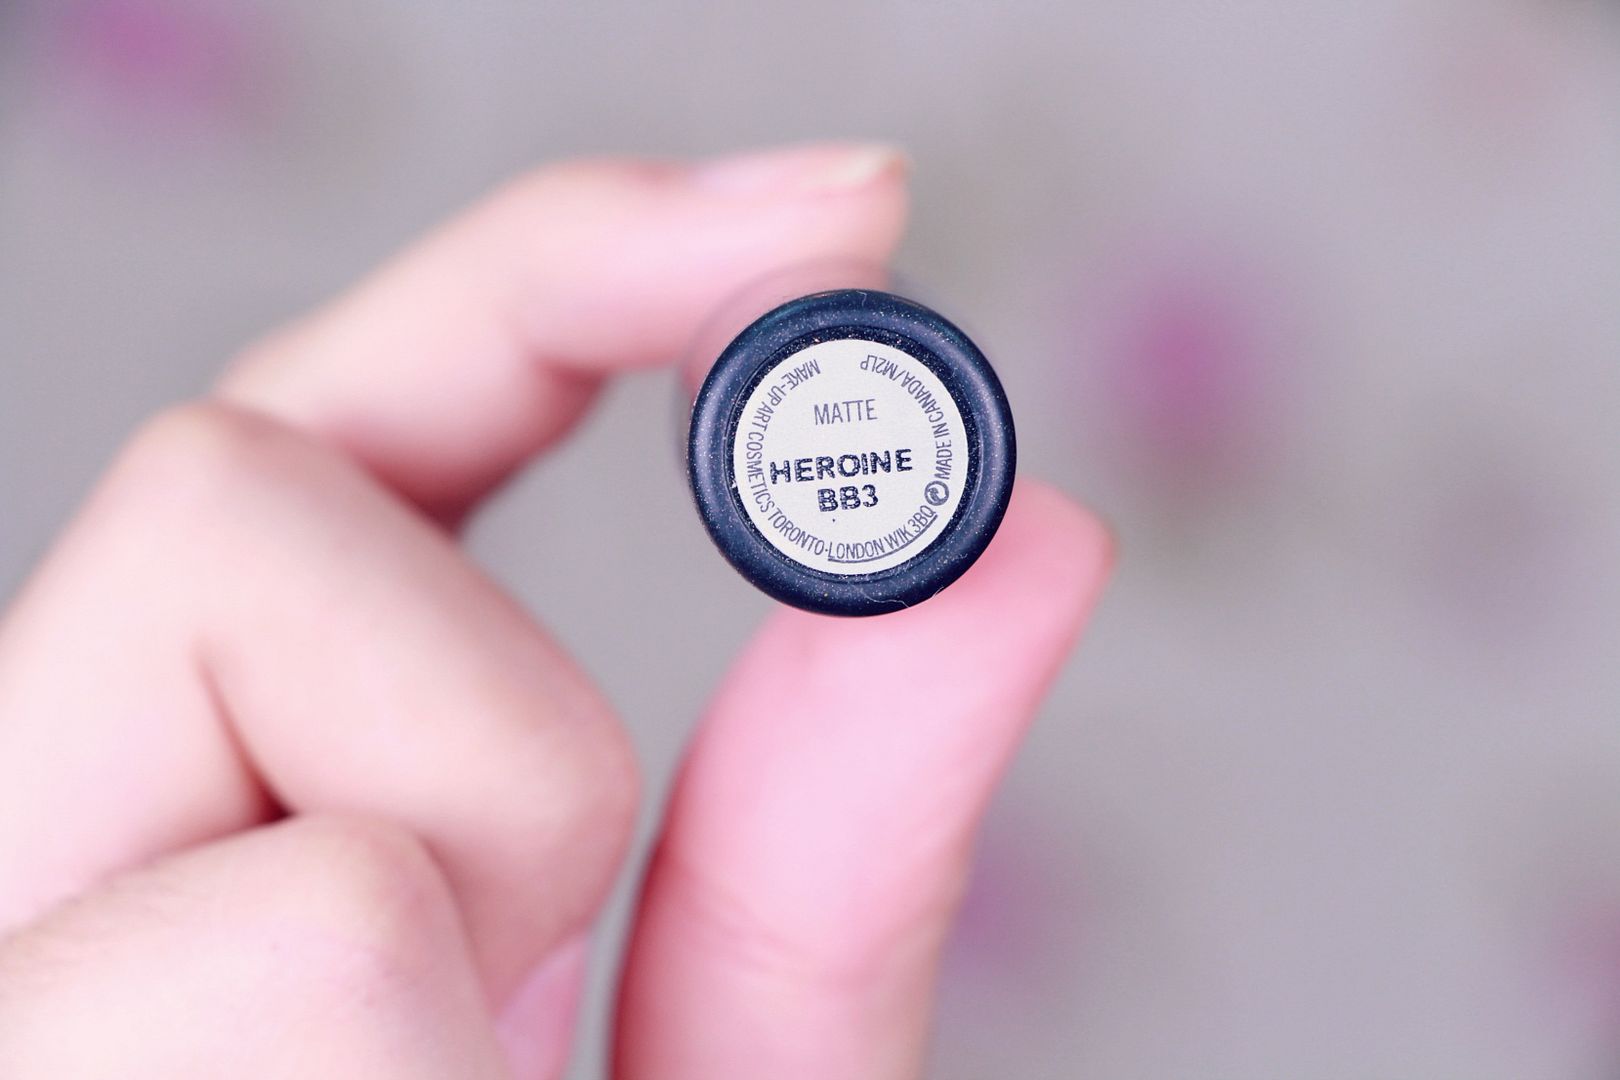 MATTE
HEROINE
BB3
MAKE-UP ART COSMETICS TORONTO·LONDON W1K 3BQ
MADE IN CANADA/M2LP